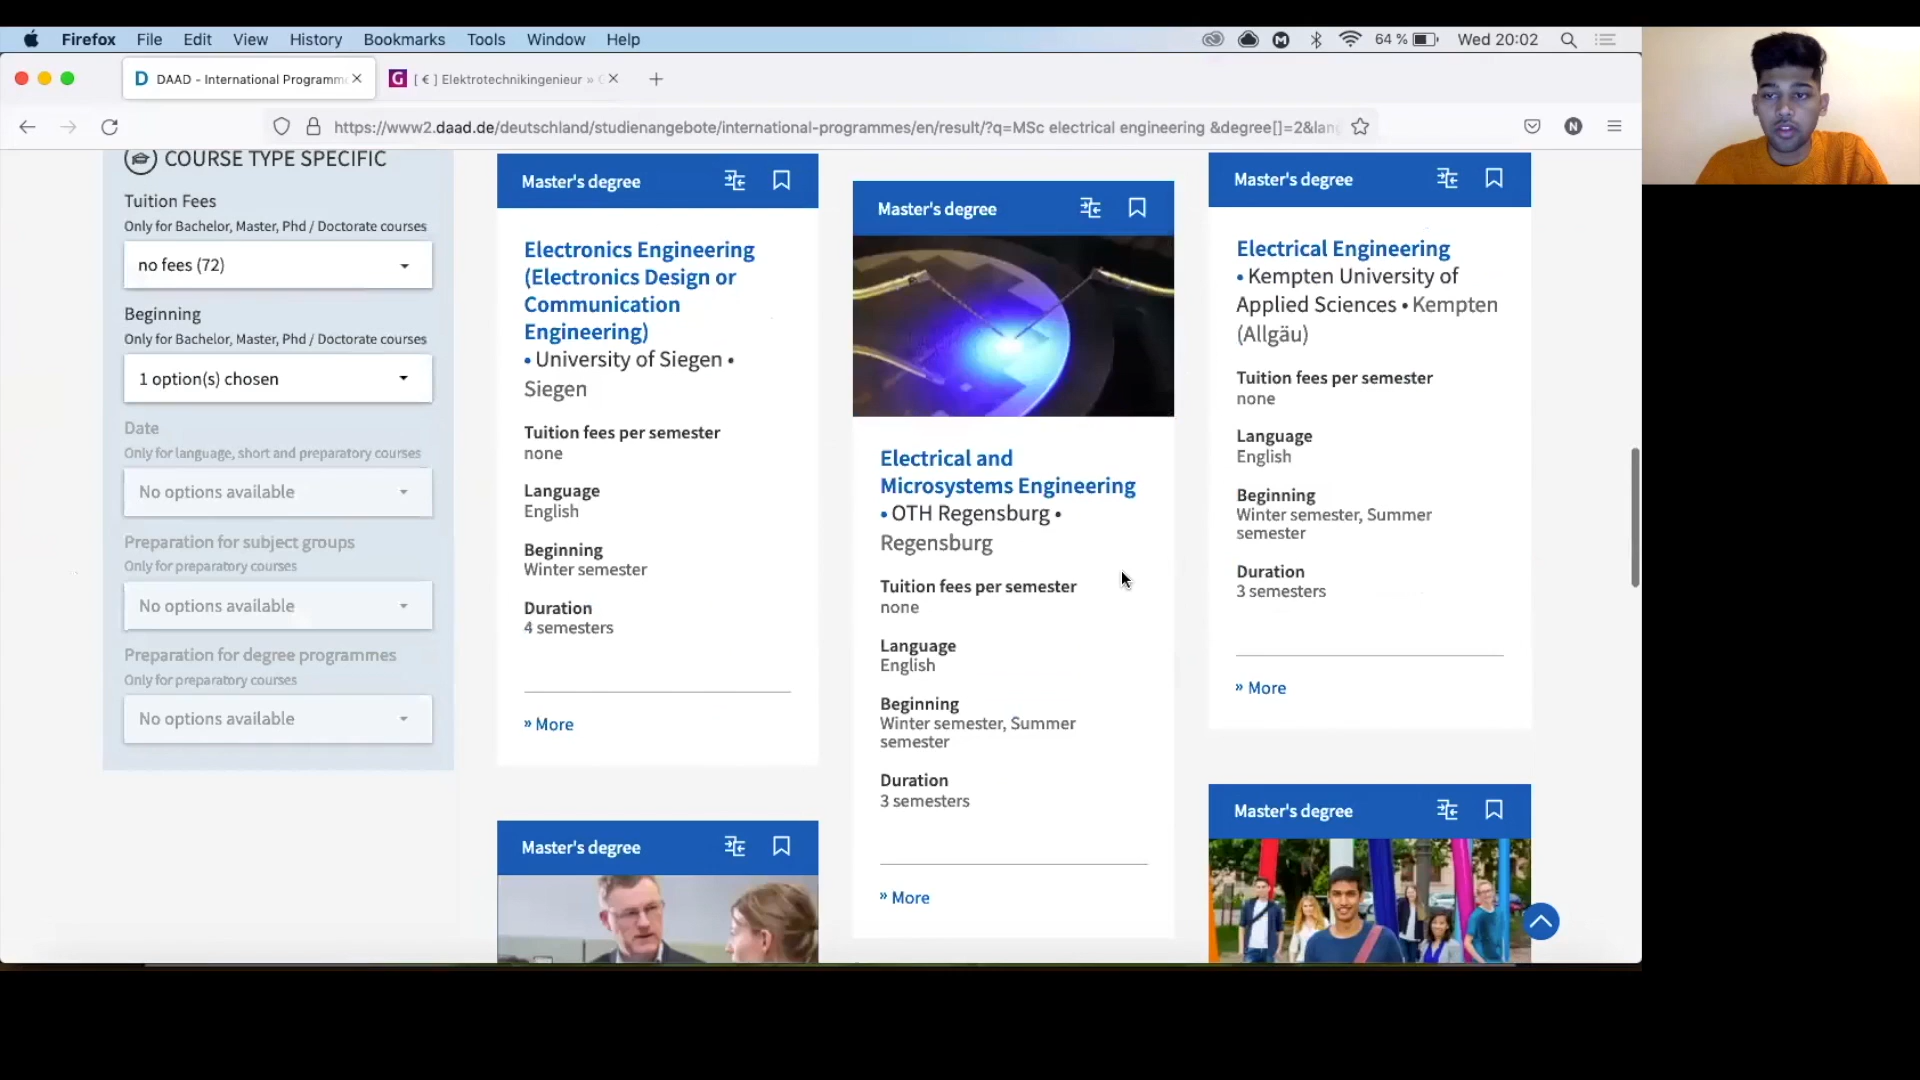 Firefox File Edit View History Bookmarks Tools Window Help
64 % Wed 20:02
DAAD - International Programm
[ € ] Elektrotechnikingenieur »
https://www2.daad.de/deutschland/studienangebote/international-programmes/en/result/?q=MSc electrical engineering &degree[]=2&lan
COURSE TYPE SPECIFIC
Tuition Fees
Only for Bachelor, Master, Phd / Doctorate courses
no fees (72)
Beginning
Only for Bachelor, Master, Phd / Doctorate courses
1 option(s) chosen
Date
Only for language, short and preparatory courses
No options available
Preparation for subject groups
Only for preparatory courses
No options available
Preparation for degree programmes
Only for preparatory courses
No options available
Master's degree
Electronics Engineering
(Electronics Design or
Communication
Engineering)
• University of Siegen •
Siegen
Tuition fees per semester
none
Language
English
Beginning
Winter semester
Duration
4 semesters
» More
Master's degree
Master's degree
Electrical and
Microsystems Engineering
• OTH Regensburg •
Regensburg
Tuition fees per semester
none
Language
English
Beginning
Winter semester, Summer
semester
Duration
3 semesters
» More
Master's degree
Electrical Engineering
• Kempten University of
Applied Sciences • Kempten
(Allgäu)
Tuition fees per semester
none
Language
English
Beginning
Winter semester, Summer
semester
Duration
3 semesters
» More
Master's degree